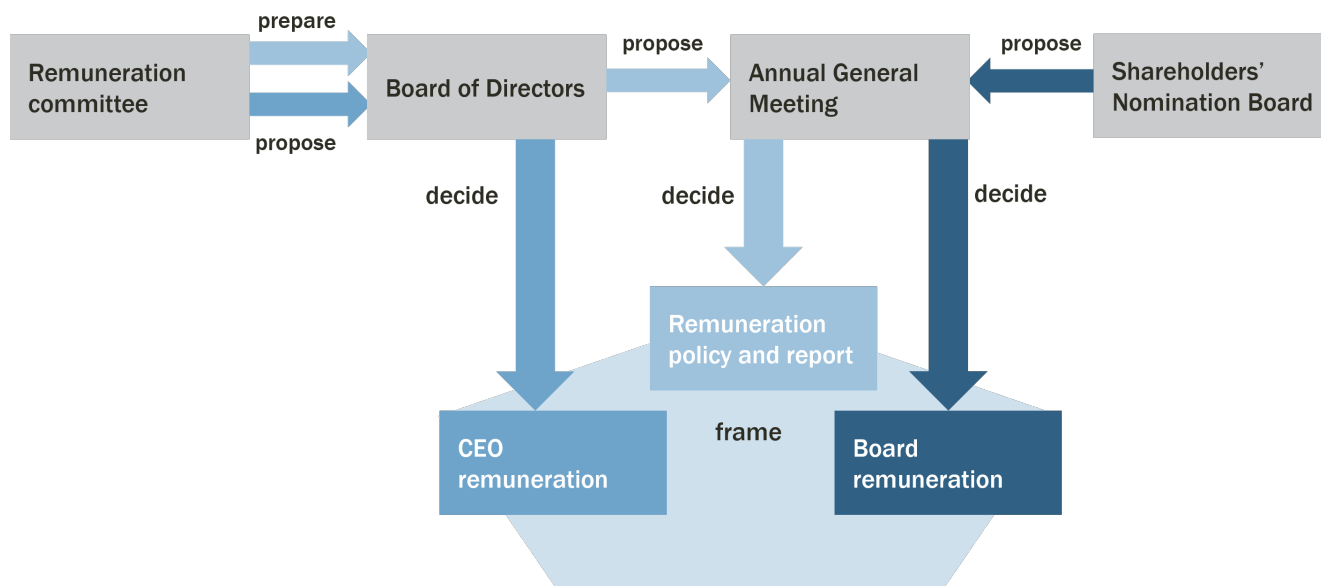 prepare
Remuneration
committee
propose
Board of Directors
propose
Annual General
Meeting
propose
Shareholders’
Nomination Board
decide
decide
decide
Remuneration
policy and report
frame
CEO
remuneration
Board
remuneration